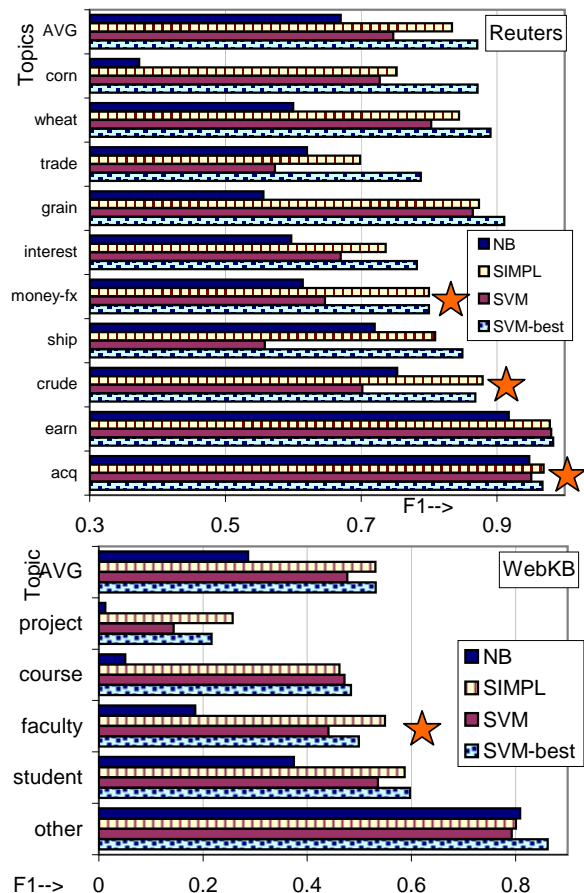 Topics
Reuters
AVG
corn
wheat
trade
grain
interest
money-fx
ship
crude
earn
acq
NB
SIMPL
SVM
SVM-best
0.3
0.5
0.7
0.9
F1-->
Topic
WebKB
AVG
project
course
faculty
student
other
NB
SIMPL
SVM
SVM-best
F1-->
0
0.2
0.4
0.6
0.8